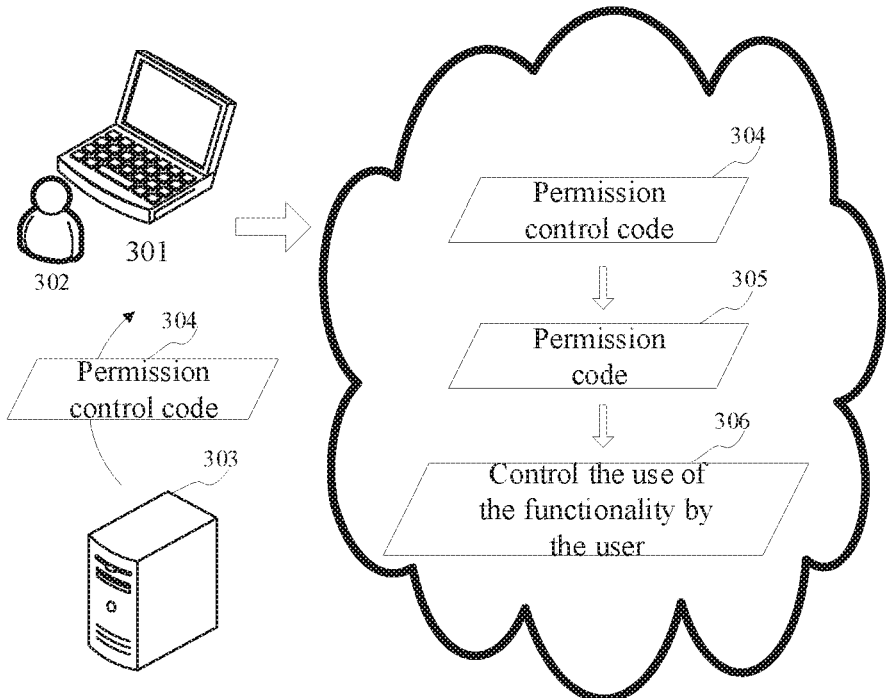 301
302
304
Permission
control code
303
304
Permission
control code
305
Permission
code
306
Control the use of
the functionality by
the user